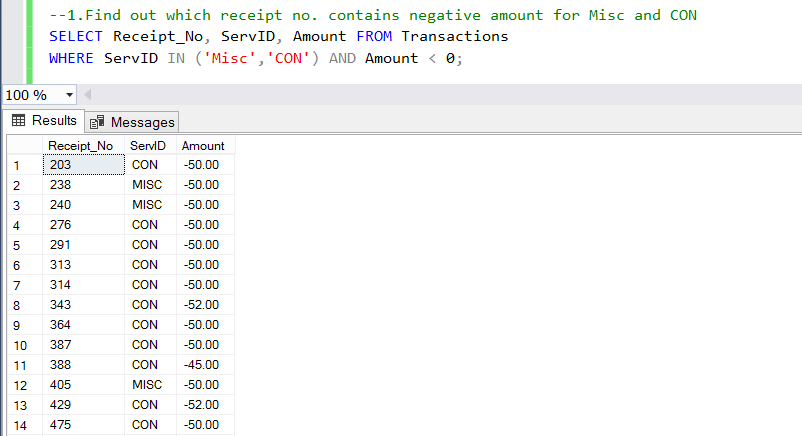 --1.Find out which receipt no. contains negative amount for Misc and CON
SELECT Receipt_No, ServID, Amount FROM Transactions
WHERE ServID IN ('Misc','CON') AND Amount < 0;
100 %
Results Messages
Receipt_No ServID Amount
1 203 CON -50.00
2 238 MISC -50.00
3 240 MISC -50.00
4 276 CON -50.00
5 291 CON -50.00
6 313 CON -50.00
7 314 CON -50.00
8 343 CON -52.00
9 364 CON -50.00
10 387 CON -50.00
11 388 CON -45.00
12 405 MISC -50.00
13 429 CON -52.00
14 475 CON -50.00